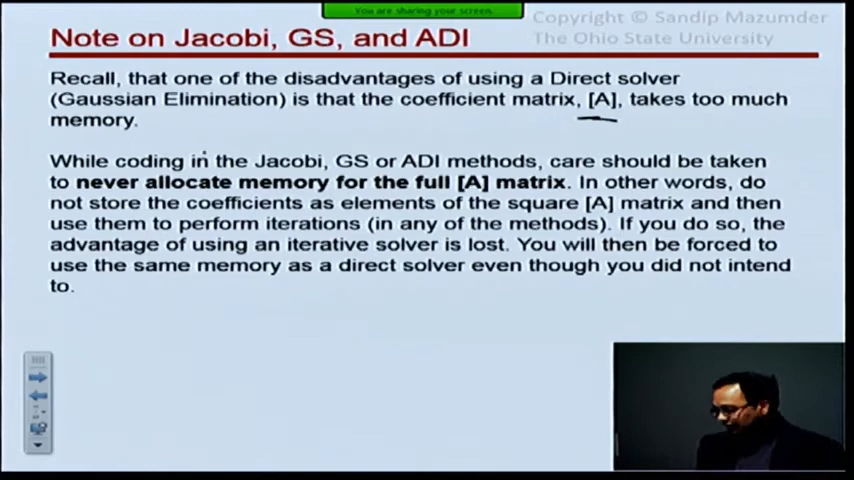 You are sharing your screen.
Copyright © Sandip Mazumder
The Ohio State University
Note on Jacobi, GS, and ADI
Recall, that one of the disadvantages of using a Direct solver
(Gaussian Elimination) is that the coefficient matrix, [A], takes too much
memory.
While coding in the Jacobi, GS or ADI methods, care should be taken
to never allocate memory for the full [A] matrix. In other words, do
not store the coefficients as elements of the square [A] matrix and then
use them to perform iterations (in any of the methods). If you do so, the
advantage of using an iterative solver is lost. You will then be forced to
use the same memory as a direct solver even though you did not intend
to.